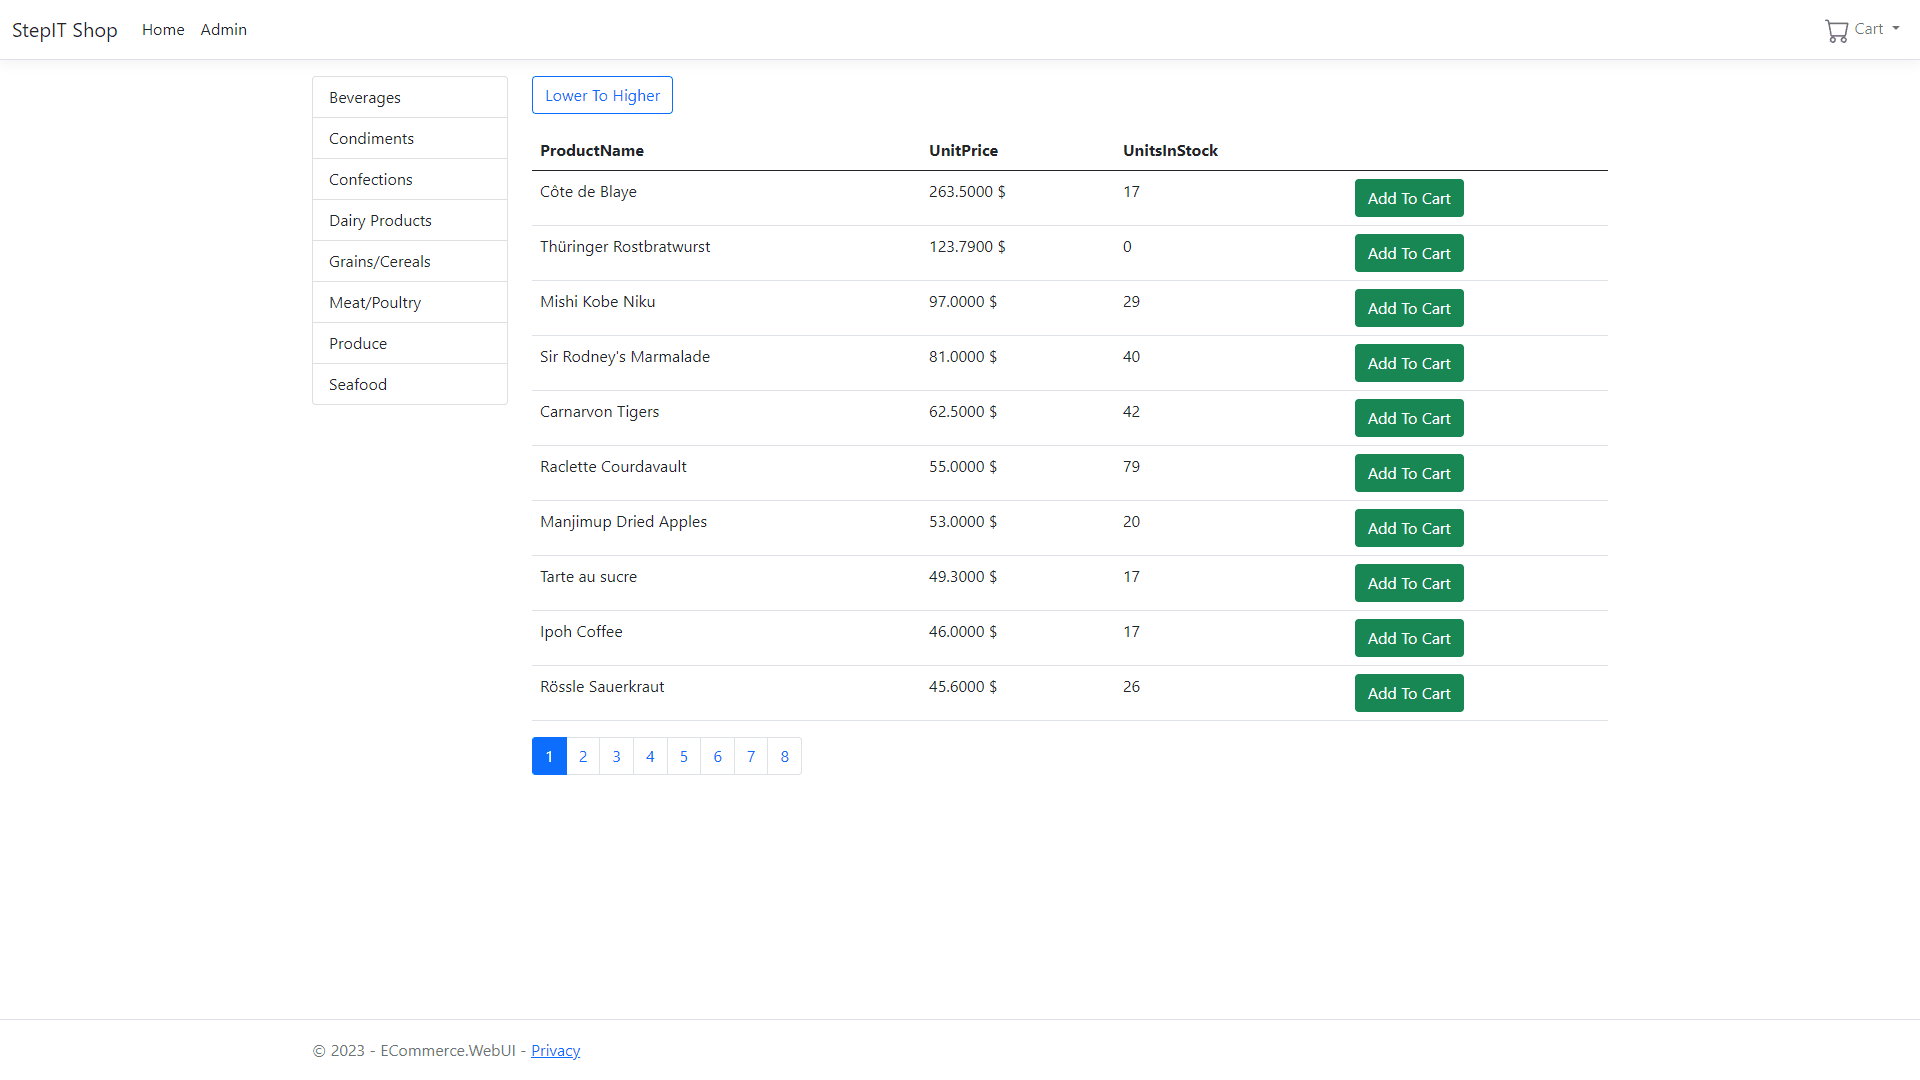 StepIT Shop Home Admin Cart
Beverages
Condiments
Confections
Dairy Products
Grains/Cereals
Meat/Poultry
Produce
Seafood
Lower To Higher
ProductName UnitPrice UnitsInStock
Côte de Blaye 263.5000 $ 17 Add To Cart
Thüringer Rostbratwurst 123.7900 $ 0 Add To Cart
Mishi Kobe Niku 97.0000 $ 29 Add To Cart
Sir Rodney's Marmalade 81.0000 $ 40 Add To Cart
Carnarvon Tigers 62.5000 $ 42 Add To Cart
Raclette Courdavault 55.0000 $ 79 Add To Cart
Manjimup Dried Apples 53.0000 $ 20 Add To Cart
Tarte au sucre 49.3000 $ 17 Add To Cart
Ipoh Coffee 46.0000 $ 17 Add To Cart
Rössle Sauerkraut 45.6000 $ 26 Add To Cart
1 2 3 4 5 6 7 8
© 2023 - ECommerce.WebUI - Privacy